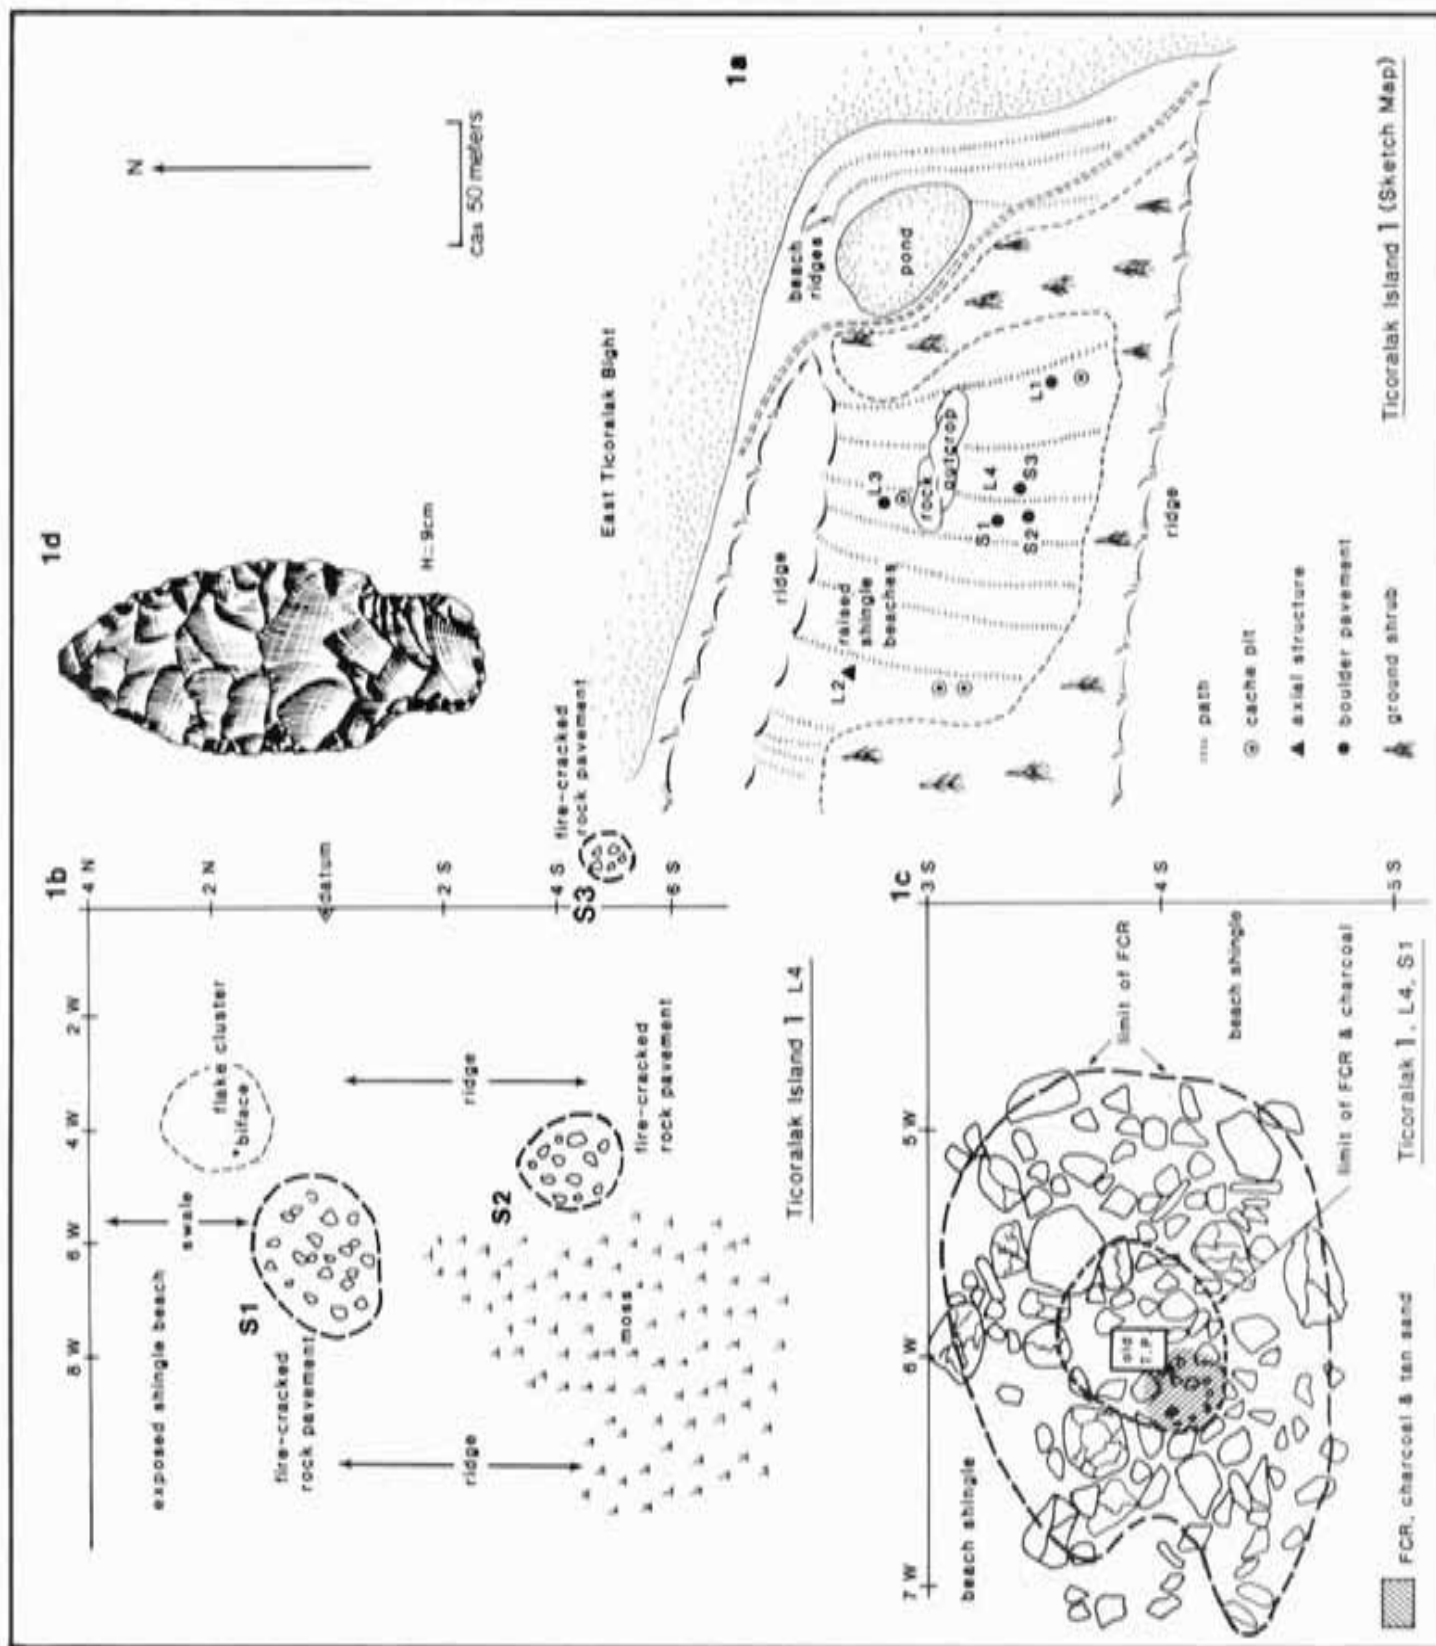 1b
8 W
6 W
4 W
2 W
4 N
2 N
datum
2 S
4 S
6 S
exposed shingle beach
swale
flake cluster
*biface
S1
fire-cracked
rock pavement
ridge
ridge
S2
fire-cracked
rock pavement
moss
S3
fire-cracked
rock pavement
Ticoralak Island 1 L4
1d
H=9cm
N
cas 50 meters
1c
7 W
6 W
5 W
3 S
4 S
5 S
beach shingle
old
T.P.
limit of FCR
beach shingle
limit of FCR & charcoal
FCR, charcoal & tan sand
Ticoralak 1, L4, S1
1a
East Ticoralak Bight
ridge
beach
ridges
pond
L2
raised
shingle
beaches
L3
rock
outcrop
S1
L4
S2
S3
L1
ridge
path
cache pit
axial structure
boulder pavement
ground shrub
Ticoralak Island 1 (Sketch Map)